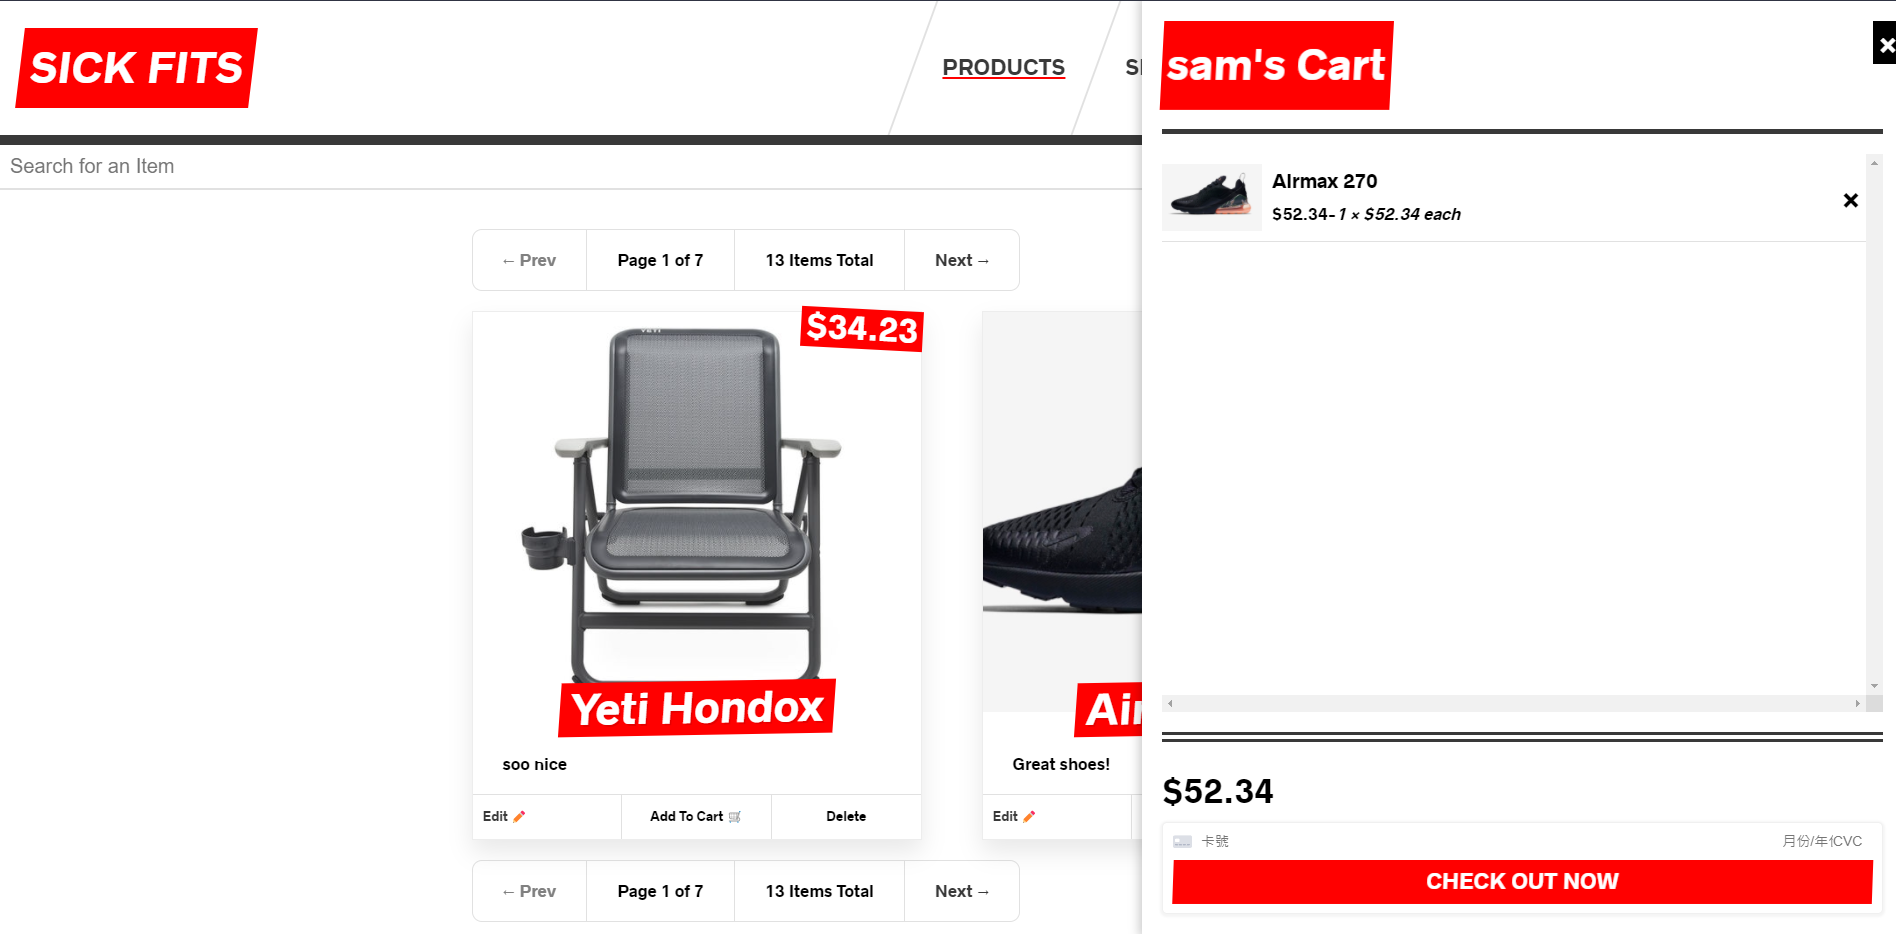 SICK FITS
PRODUCTS
Search for an Item
← Prev
Page 1 of 7
13 Items Total
Next →
YETI
$34.23
Yeti Hondox
soo nice
Edit
Add To Cart
Delete
Great shoes!
Edit
← Prev
Page 1 of 7
13 Items Total
Next →
sam's Cart
×
AIrmax 270
$52.34-1 × $52.34 each
×
$52.34
卡號
月份/年份CVC
CHECK OUT NOW